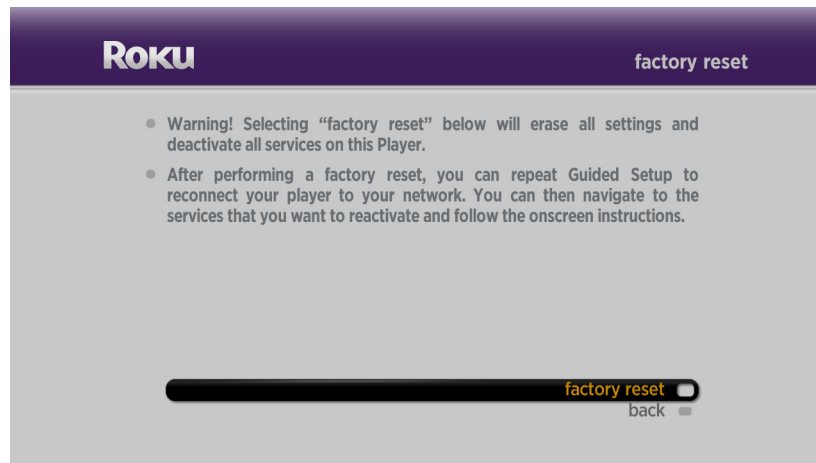 Roku
factory reset
Warning! Selecting “factory reset” below will erase all settings and
deactivate all services on this Player.
After performing a factory reset, you can repeat Guided Setup to
reconnect your player to your network. You can then navigate to the
services that you want to reactivate and follow the onscreen instructions.
factory reset
back